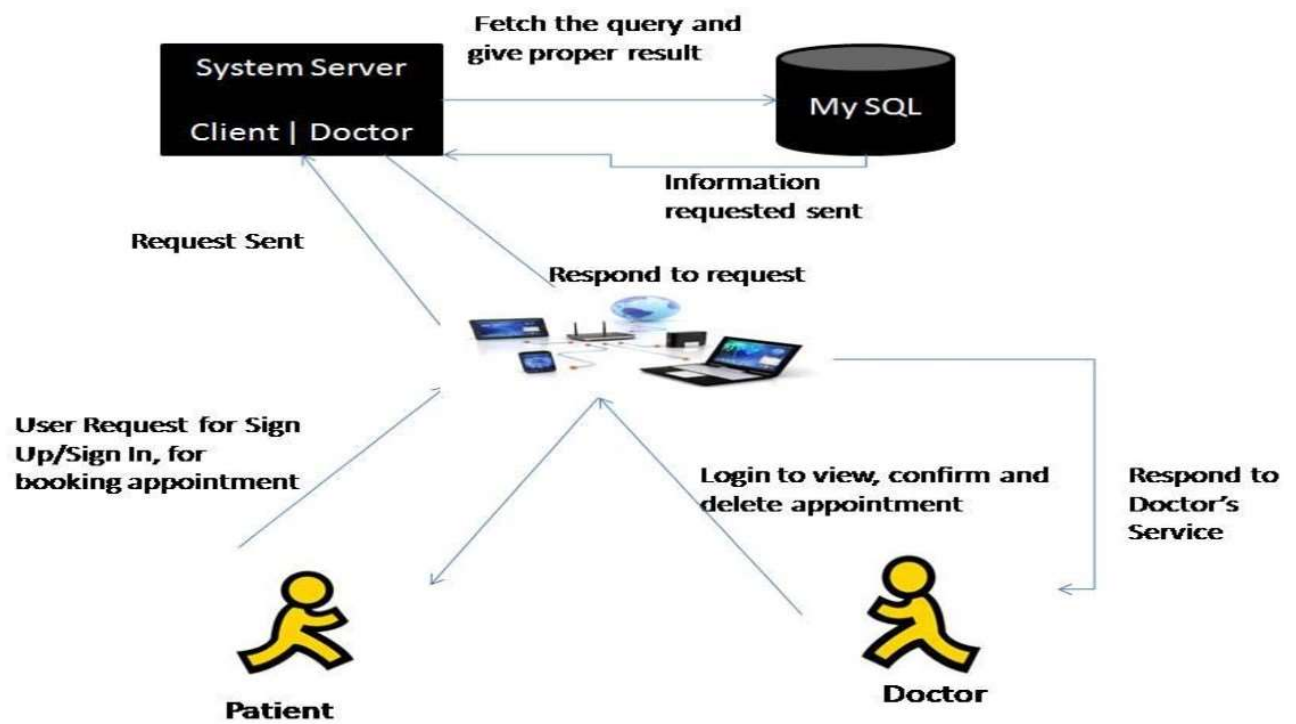 Fetch the query and
give proper result
System Server
Client | Doctor
My SQL
Information
requested sent
Request Sent
Respond to request
User Request for Sign
Up/Sign In, for
booking appointment
Login to view, confirm and
delete appointment
Respond to
Doctor's
Service
Patient
Doctor